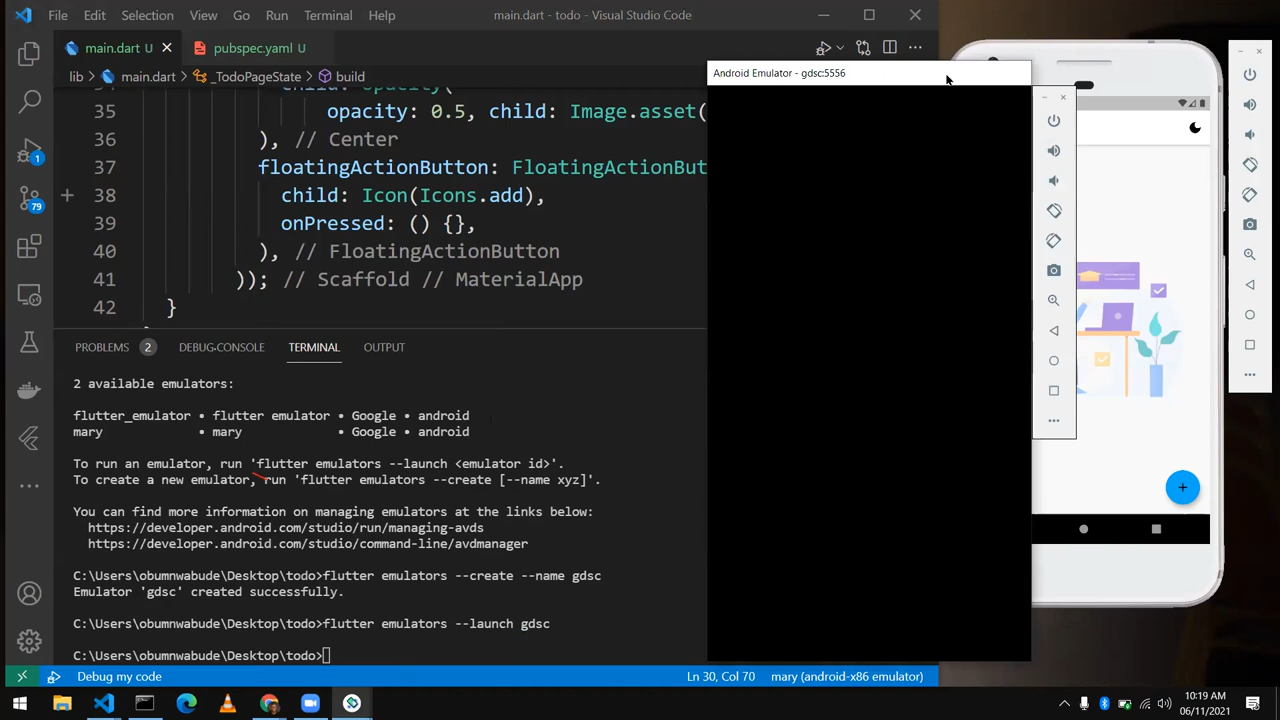 File Edit Selection View Go Run Terminal Help
main.dart - todo - Visual Studio Code
main.dart U
pubspec.yaml U
lib > main.dart > _TodoPageState > build
Android Emulator - gdsc:5556
child: Opacity(
35 opacity: 0.5, child: Image.asset(
36 ), // Center
37 floatingActionButton: FloatingActionBut
38 child: Icon(Icons.add),
39 onPressed: () {},
40 ), // FloatingActionButton
41 )); // Scaffold // MaterialApp
42 }
1
79
PROBLEMS 2 DEBUG CONSOLE TERMINAL OUTPUT
2 available emulators:
flutter_emulator • flutter emulator • Google • android
mary • mary • Google • android
To run an emulator, run 'flutter emulators --launch <emulator id>'.
To create a new emulator, run 'flutter emulators --create [--name xyz]'.
You can find more information on managing emulators at the links below:
https://developer.android.com/studio/run/managing-avds
https://developer.android.com/studio/command-line/avdmanager
C:\Users\obumnwabude\Desktop\todo>flutter emulators --create --name gdsc
Emulator 'gdsc' created successfully.
C:\Users\obumnwabude\Desktop\todo>flutter emulators --launch gdsc
C:\Users\obumnwabude\Desktop\todo>
Debug my code
Ln 30, Col 70
mary (android-x86 emulator)
10:19 AM
06/11/2021